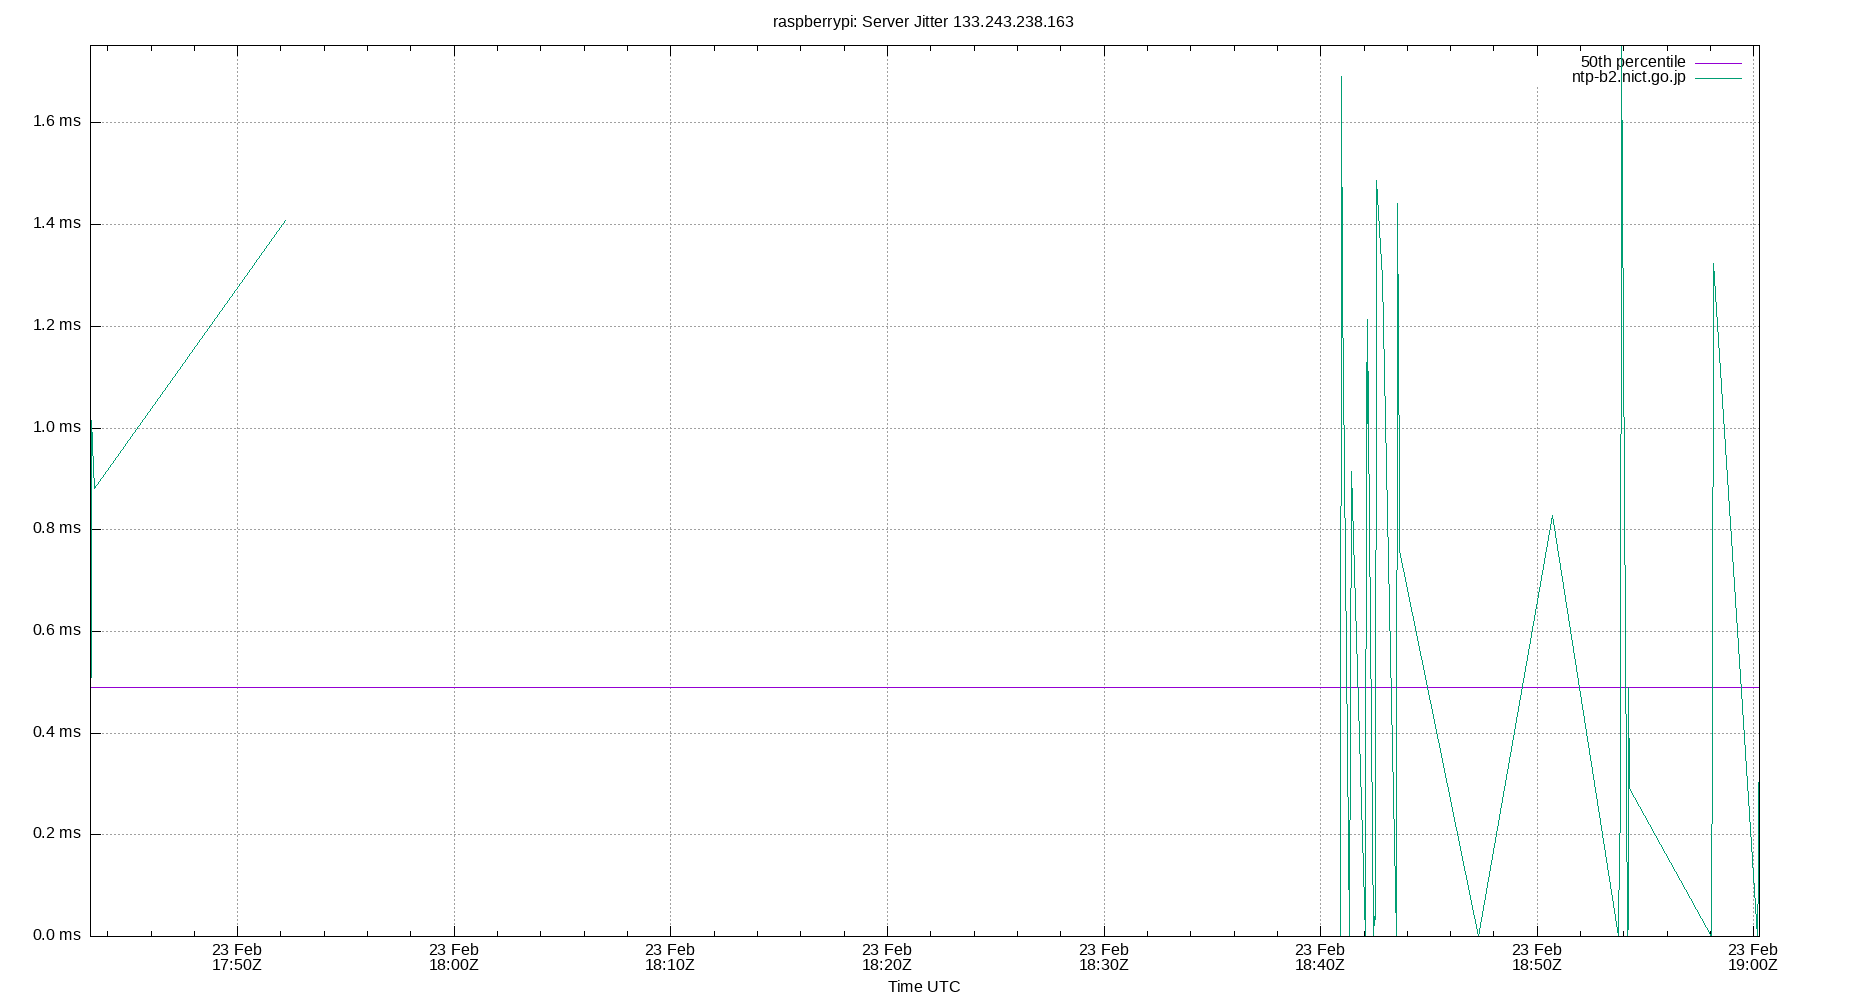 raspberrypi: Server Jitter 133.243.238.163
50th percentile
ntp-b2.nict.go.jp
1.6 ms
1.4 ms
1.2 ms
1.0 ms
0.8 ms
0.6 ms
0.4 ms
0.2 ms
0.0 ms
23 Feb 23 Feb 23 Feb 23 Feb 23 Feb 23 Feb 23 Feb 23 Feb
17:50Z 18:00Z 18:10Z 18:20Z 18:30Z 18:40Z 18:50Z 19:00Z
Time UTC